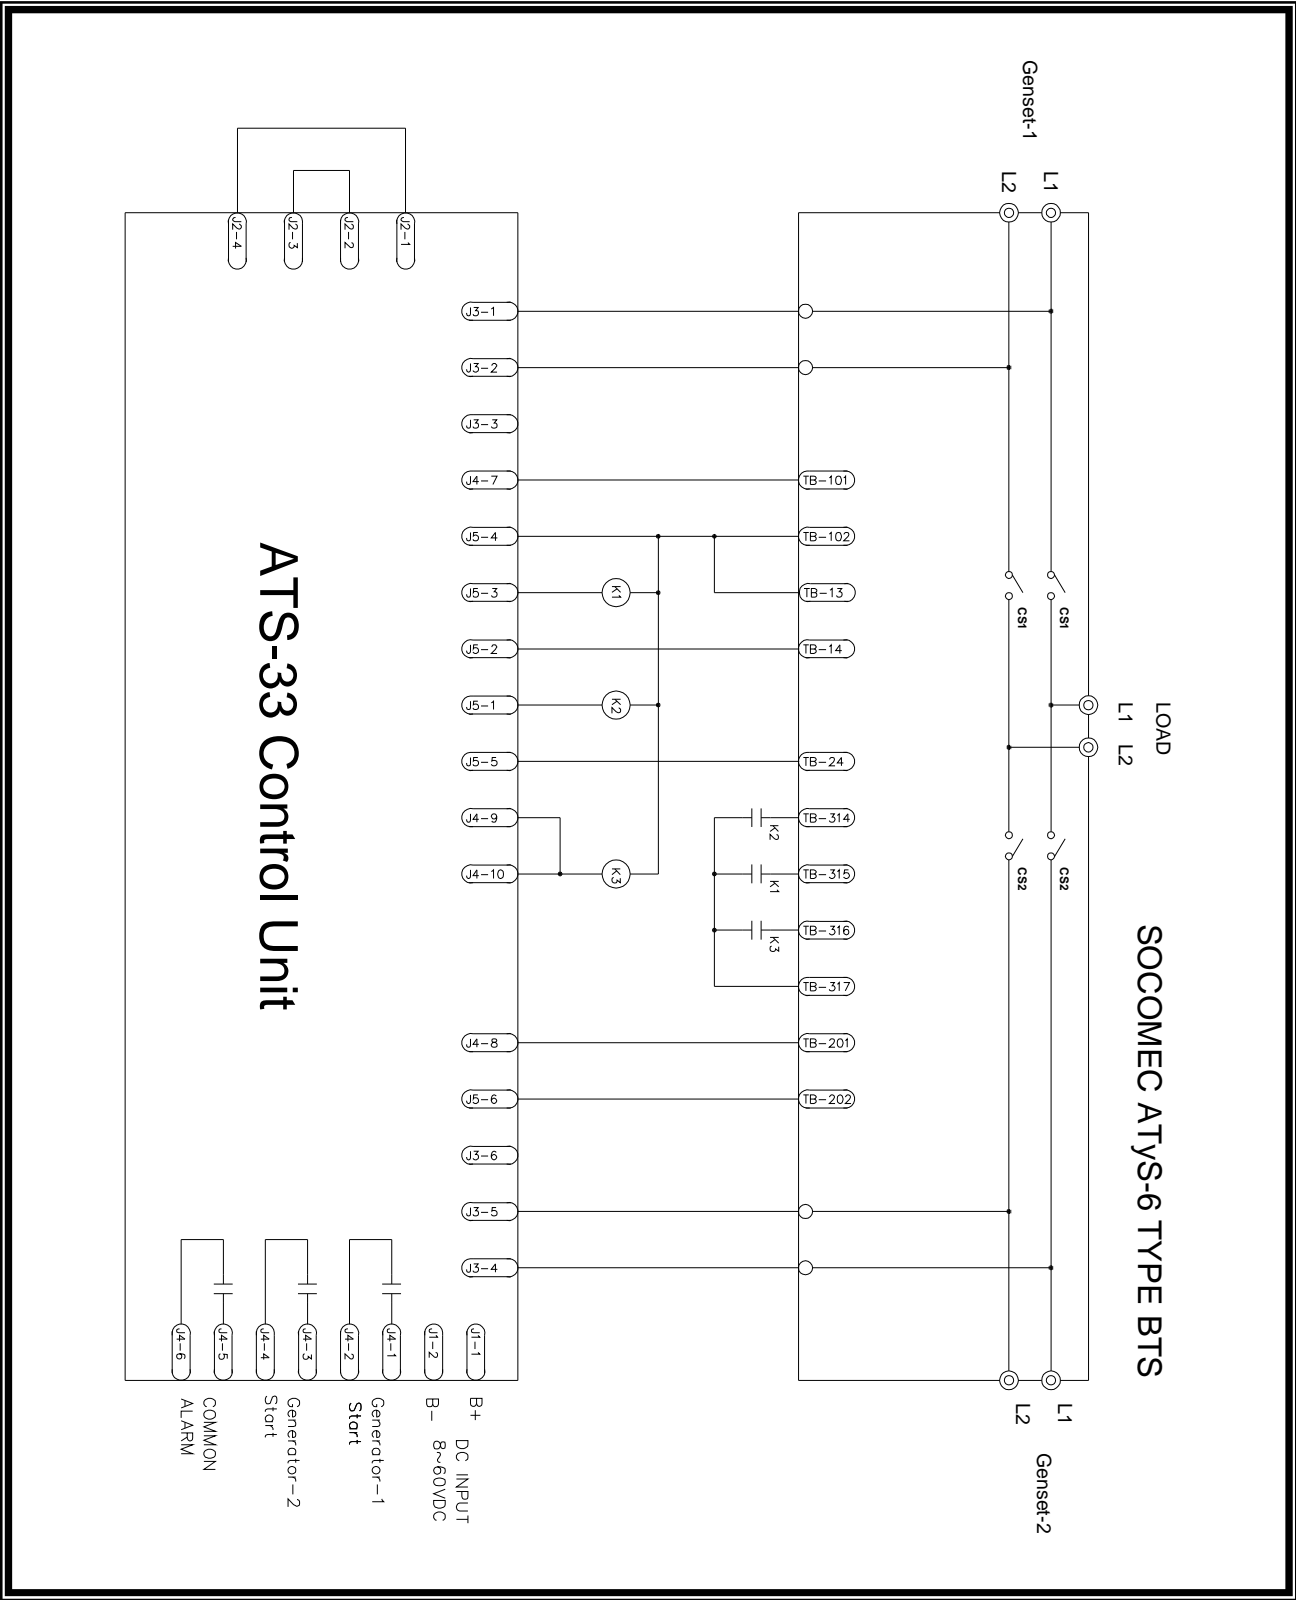 SOCOMEC ATyS-6 TYPE BTS
LOAD
L1 L2
Genset-1
L1
L2
CS1
CS1
CS2
CS2
L1
L2
Genset-2
TB-101
TB-102
TB-13
TB-14
TB-24
TB-314
TB-315
TB-316
TB-317
TB-201
TB-202
K2
K1
K3
K1
K2
K3
J3-1
J3-2
J3-3
J4-7
J5-4
J5-3
J5-2
J5-1
J5-5
J4-9
J4-10
J4-8
J5-6
J3-6
J3-5
J3-4
J2-1
J2-2
J2-3
J2-4
ATS-33 Control Unit
J1-1
J1-2
J4-1
J4-2
J4-3
J4-4
J4-5
J4-6
B+
DC INPUT
B-
8~60VDC
Generator-1
Start
Generator-2
Start
COMMON
ALARM